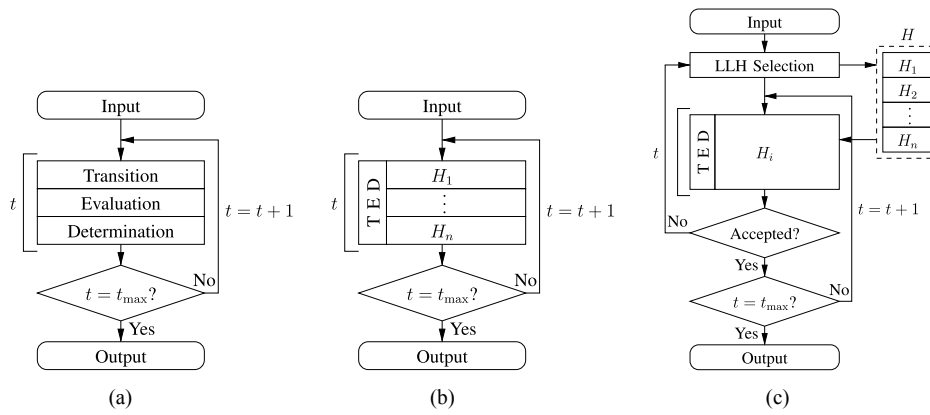 Input
Transition
Evaluation
Determination
t
t = t + 1
t = t_max?
No
Yes
Output
(a)
Input
T E D
H_1
⋮
H_n
t
t = t + 1
t = t_max?
No
Yes
Output
(b)
Input
LLH Selection
H
H_1
H_2
⋮
H_n
T E D
H_i
t
t = t + 1
Accepted?
No
Yes
t = t_max?
No
Yes
Output
(c)